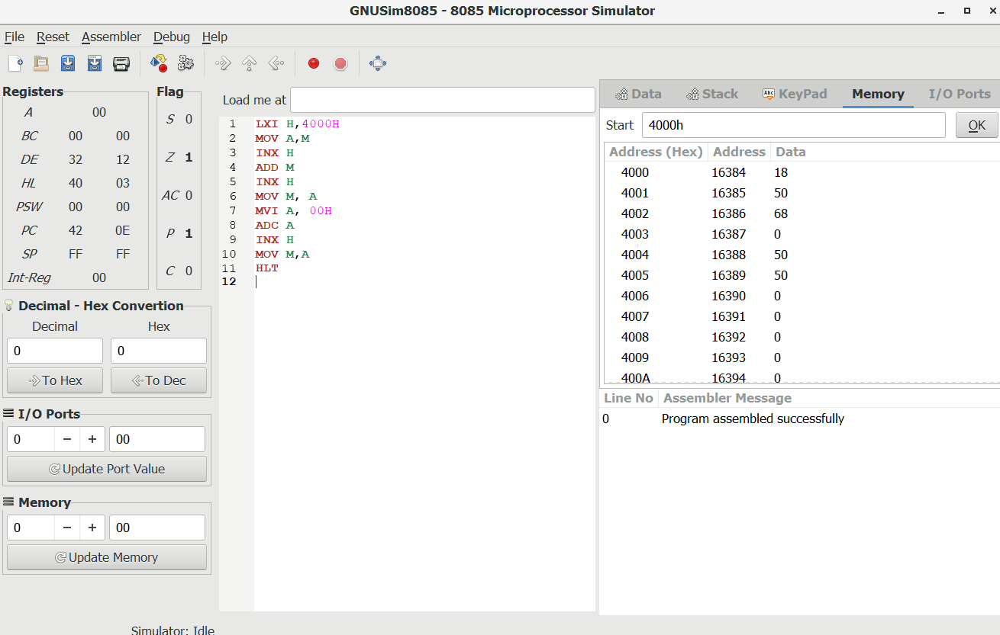 GNUSim8085 - 8085 Microprocessor Simulator
File Reset Assembler Debug Help
Registers
A 00
BC 00 00
DE 32 12
HL 40 03
PSW 00 00
PC 42 0E
SP FF FF
Int-Reg 00
Flag
S 0
Z 1
AC 0
P 1
C 0
Decimal - Hex Convertion
Decimal Hex
0 0
To Hex To Dec
I/O Ports
0 − + 00
Update Port Value
Memory
0 − + 00
Update Memory
Load me at
1 LXI H,4000H
2 MOV A,M
3 INX H
4 ADD M
5 INX H
6 MOV M, A
7 MVI A, 00H
8 ADC A
9 INX H
10 MOV M,A
11 HLT
12
Data Stack Abc KeyPad Memory I/O Ports
Start 4000h OK
Address (Hex) Address Data
4000 16384 18
4001 16385 50
4002 16386 68
4003 16387 0
4004 16388 50
4005 16389 50
4006 16390 0
4007 16391 0
4008 16392 0
4009 16393 0
400A 16394 0
Line No Assembler Message
0 Program assembled successfully
Simulator: Idle